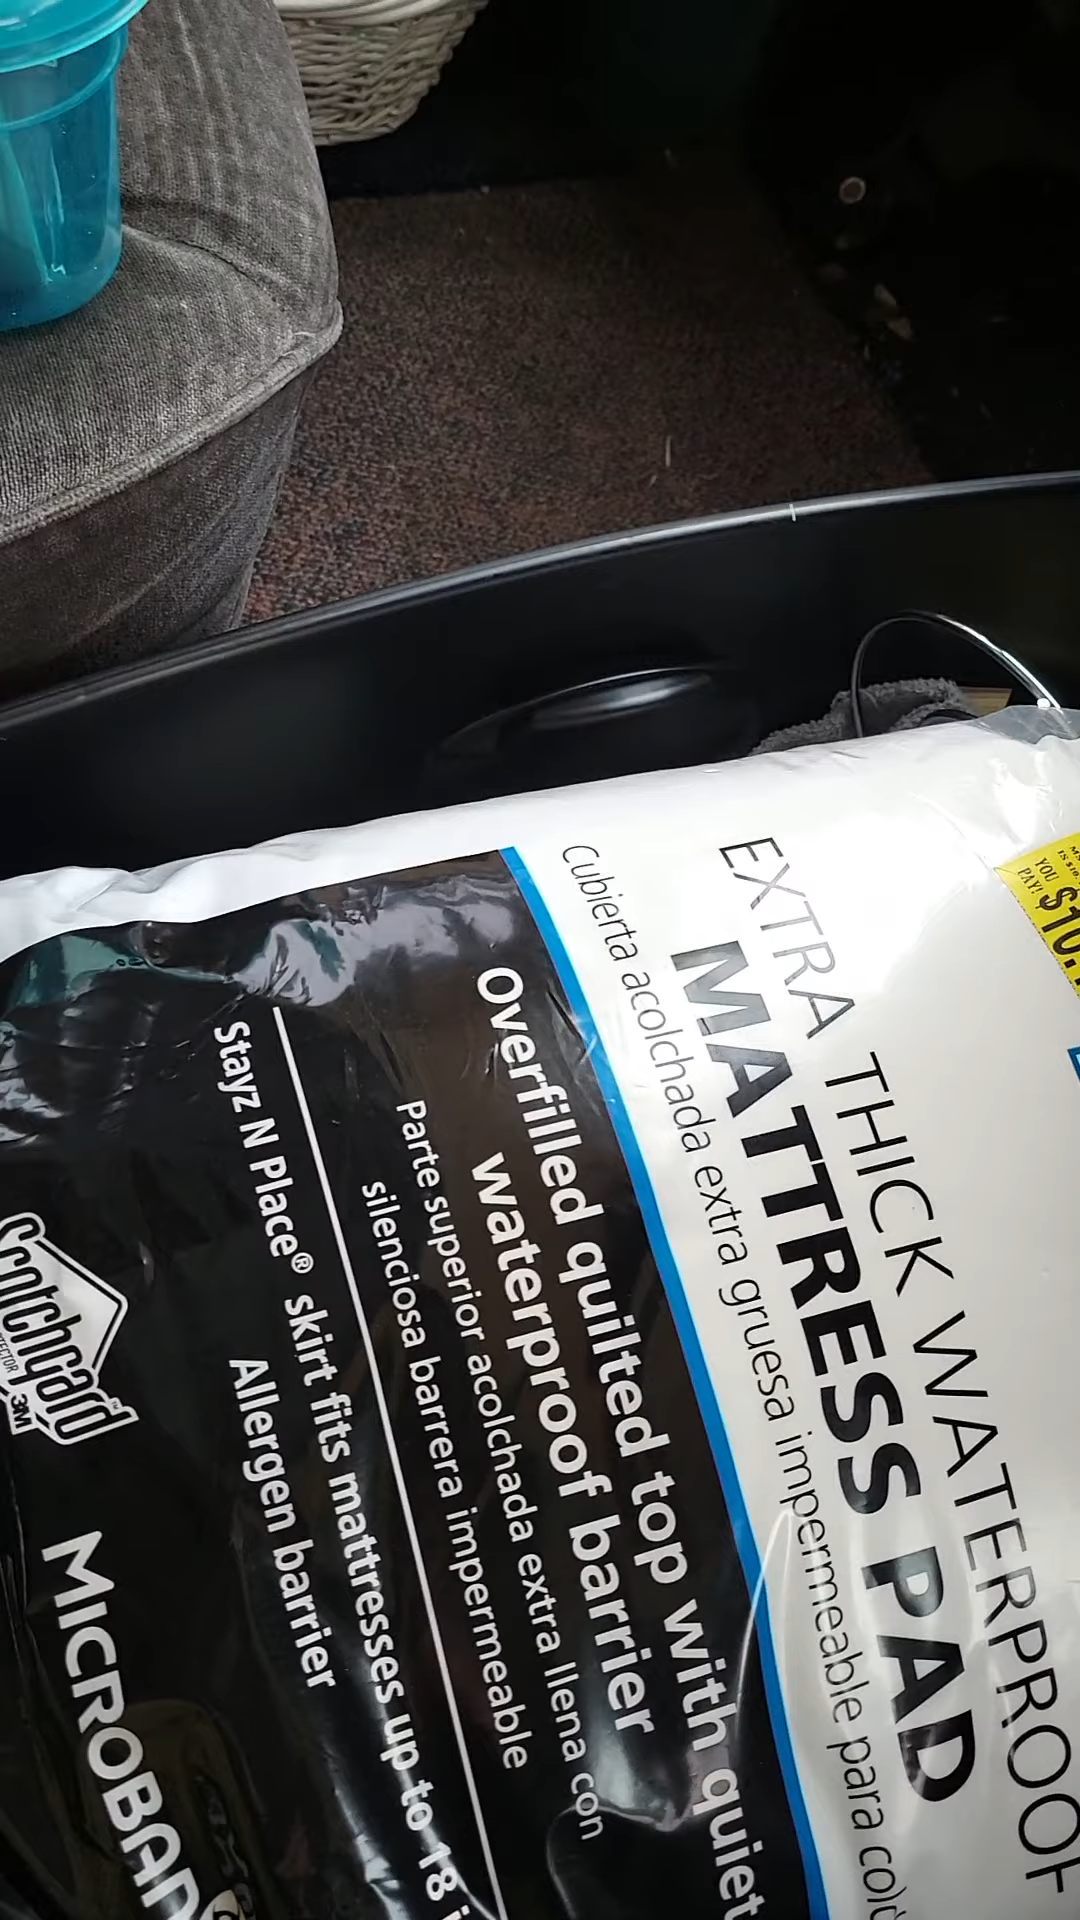 EXTRA THICK WATERPROOF
MATTRESS PAD
Cubierta acolchada extra gruesa impermeable para
Overfilled quilted top with quiet
waterproof barrier
Parte superior acolchada extra llena con
silenciosa barrera impermeable
Stayz N Place® skirt fits mattresses up to 18
Allergen barrier
Scotchgard™
3M
MICROBAN
YOU
PAY!
$10.